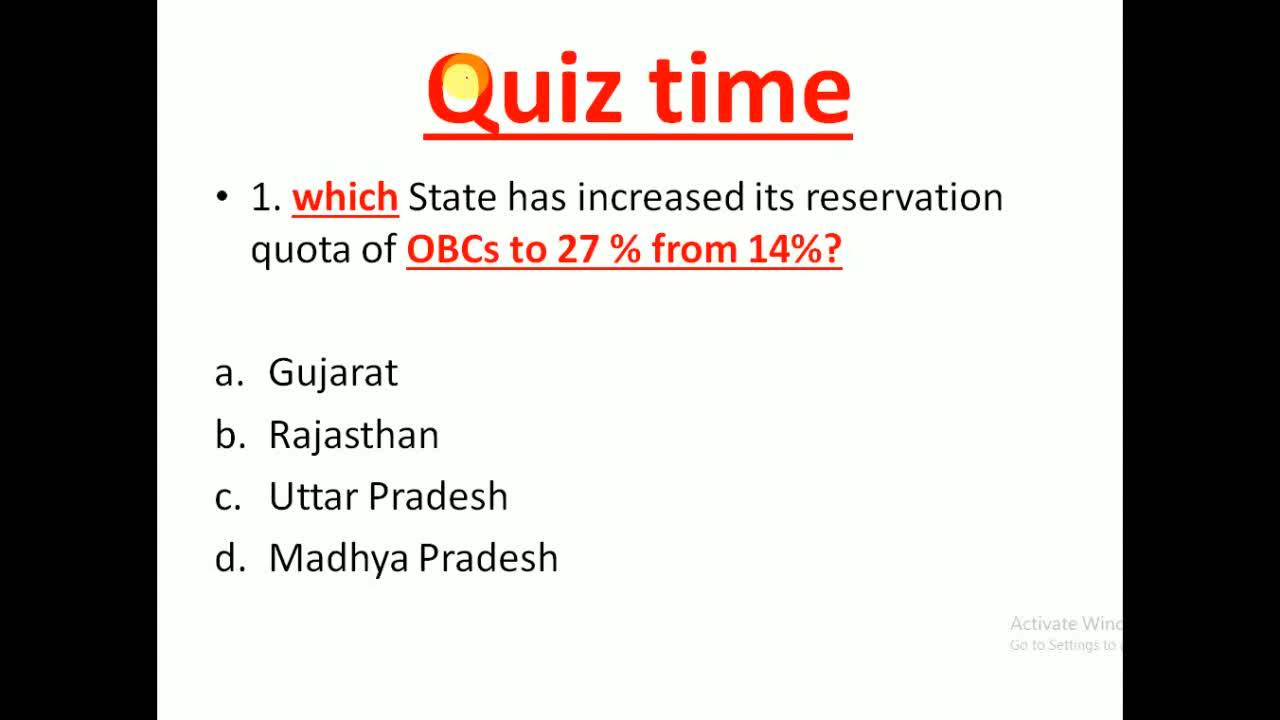 Quiz time
• 1. which State has increased its reservation
quota of OBCs to 27 % from 14%?
a. Gujarat
b. Rajasthan
c. Uttar Pradesh
d. Madhya Pradesh
Activate Wind
Go to Settings to